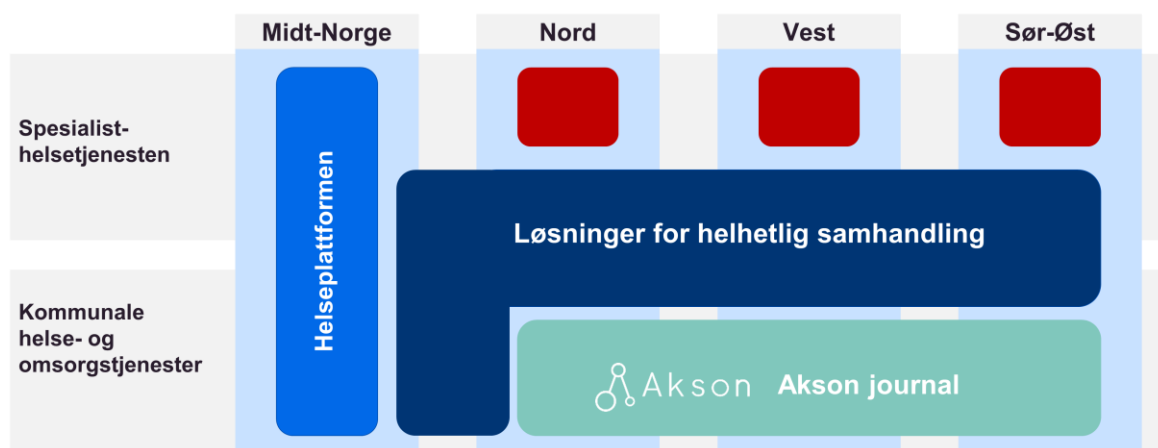 Midt-Norge
Nord
Vest
Sør-Øst
Spesialist-
helsetjenesten
Helseplattformen
Løsninger for helhetlig samhandling
Kommunale
helse- og
omsorgstjenester
Akson Akson journal